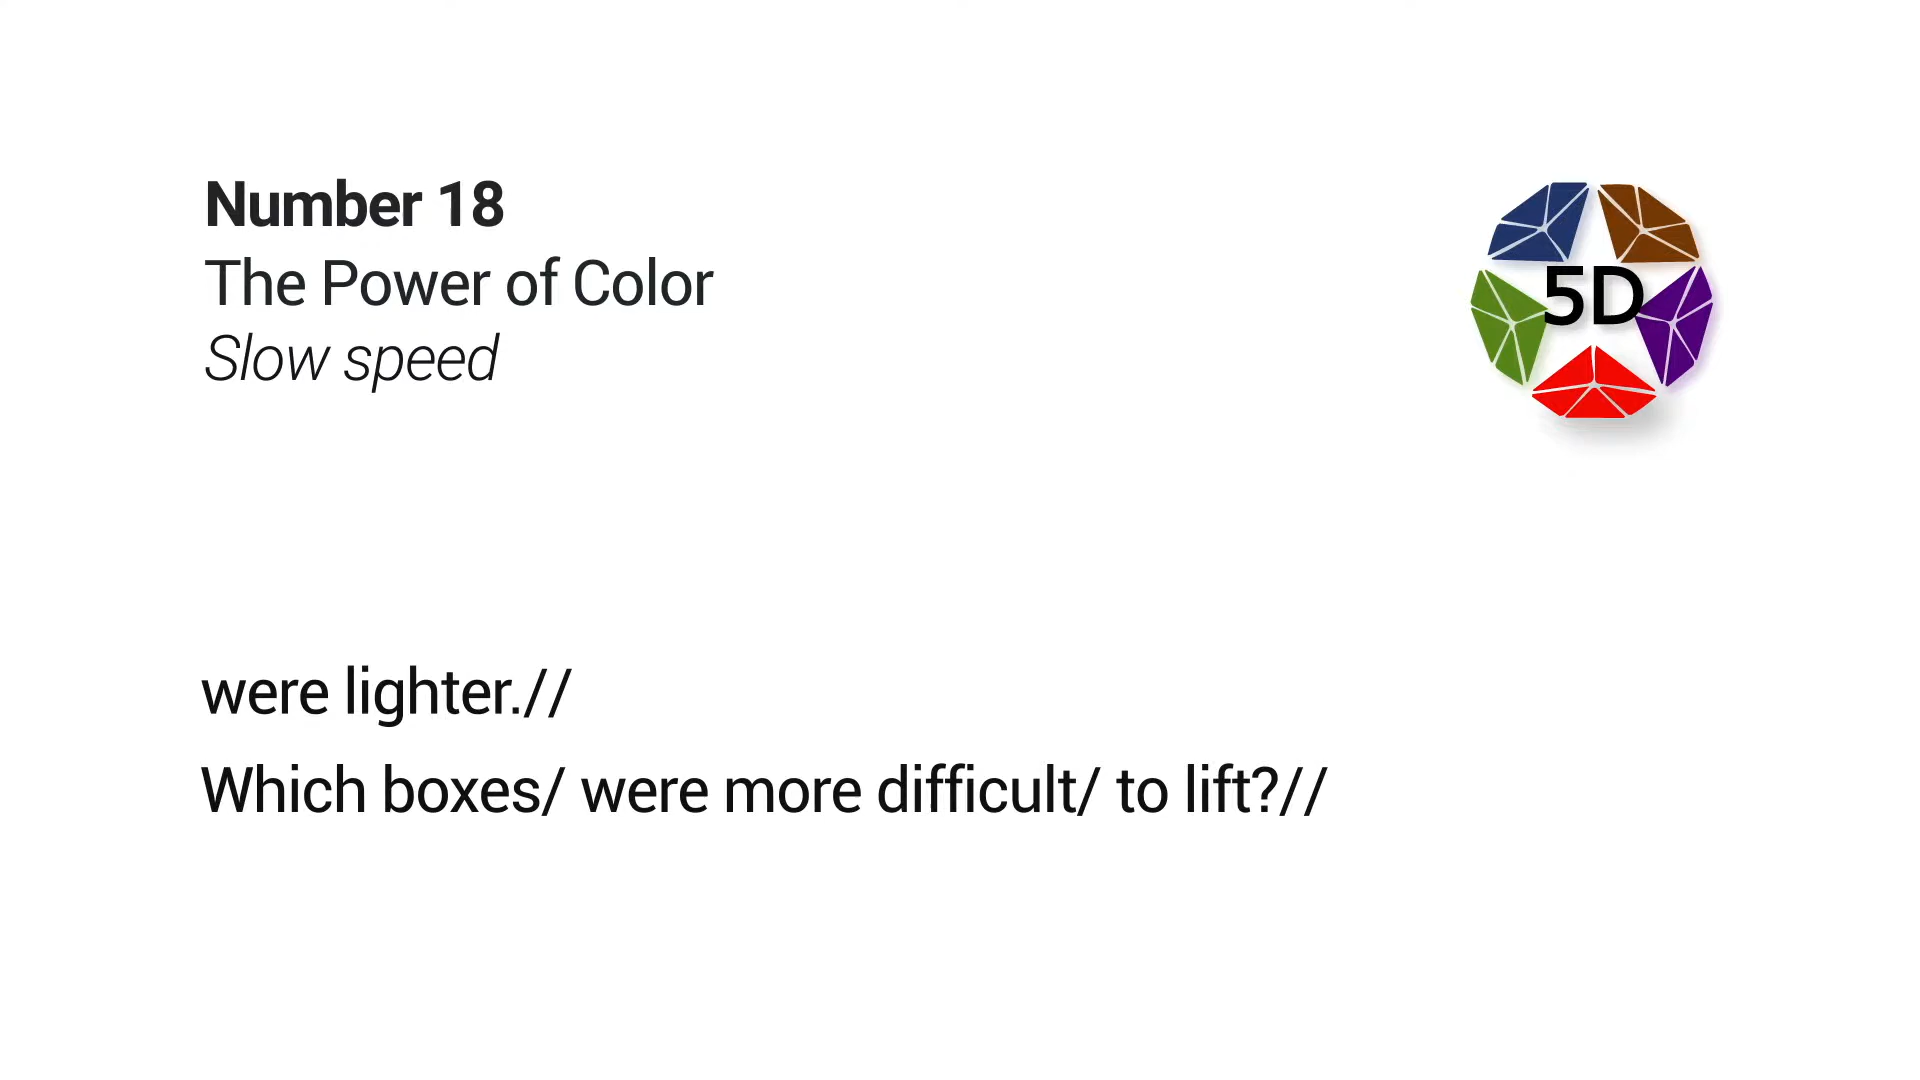 Number 18
The Power of Color
Slow speed
5D
were lighter.//
Which boxes/ were more difficult/ to lift?//